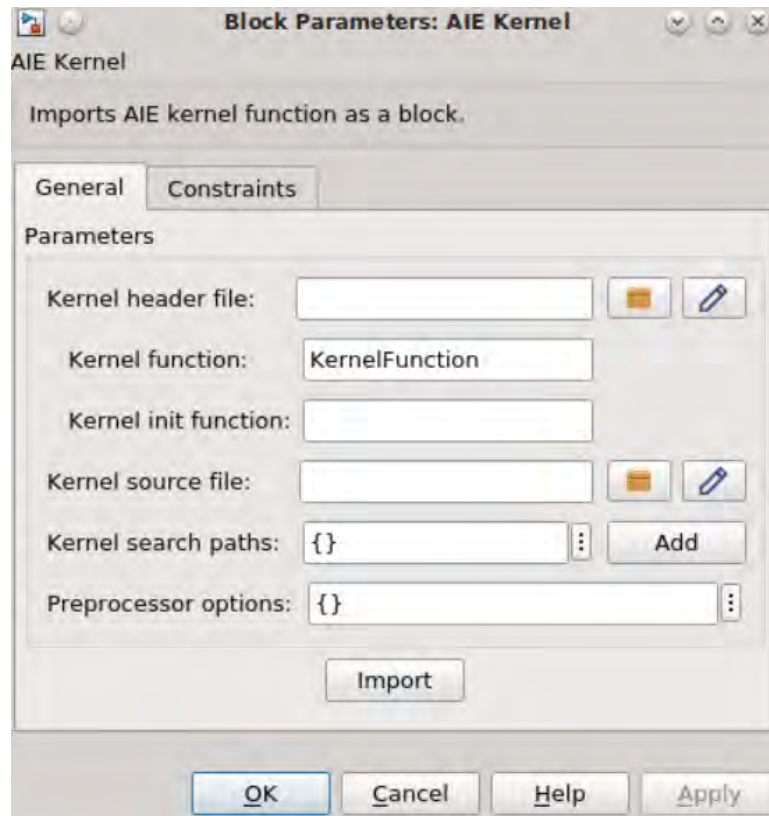 Block Parameters: AIE Kernel
AIE Kernel
Imports AIE kernel function as a block.
General Constraints
Parameters
Kernel header file:
Kernel function: KernelFunction
Kernel init function:
Kernel source file:
Kernel search paths: {} Add
Preprocessor options: {}
Import
OK Cancel Help Apply